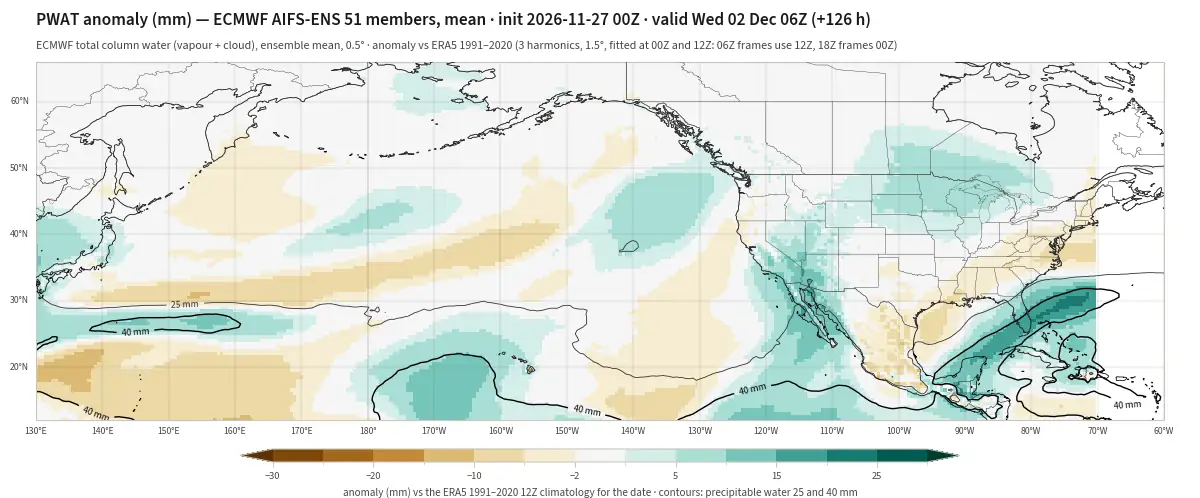 PWAT anomaly (mm) — ECMWF AIFS-ENS 51 members, mean · init 2026-11-27 00Z · valid Wed 02 Dec 06Z (+126 h)
ECMWF total column water (vapour + cloud), ensemble mean, 0.5° · anomaly vs ERA5 1991–2020 (3 harmonics, 1.5°, fitted at 00Z and 12Z: 06Z frames use 12Z, 18Z frames 00Z)
60°N
50°N
40°N
30°N
20°N
25 mm
40 mm
40 mm
40 mm
40 mm
40 mm
130°E 140°E 150°E 160°E 170°E 180° 170°W 160°W 150°W 140°W 130°W 120°W 110°W 100°W 90°W 80°W 70°W 60°W
−30 −20 −10 −2 5 15 25
anomaly (mm) vs the ERA5 1991–2020 12Z climatology for the date · contours: precipitable water 25 and 40 mm